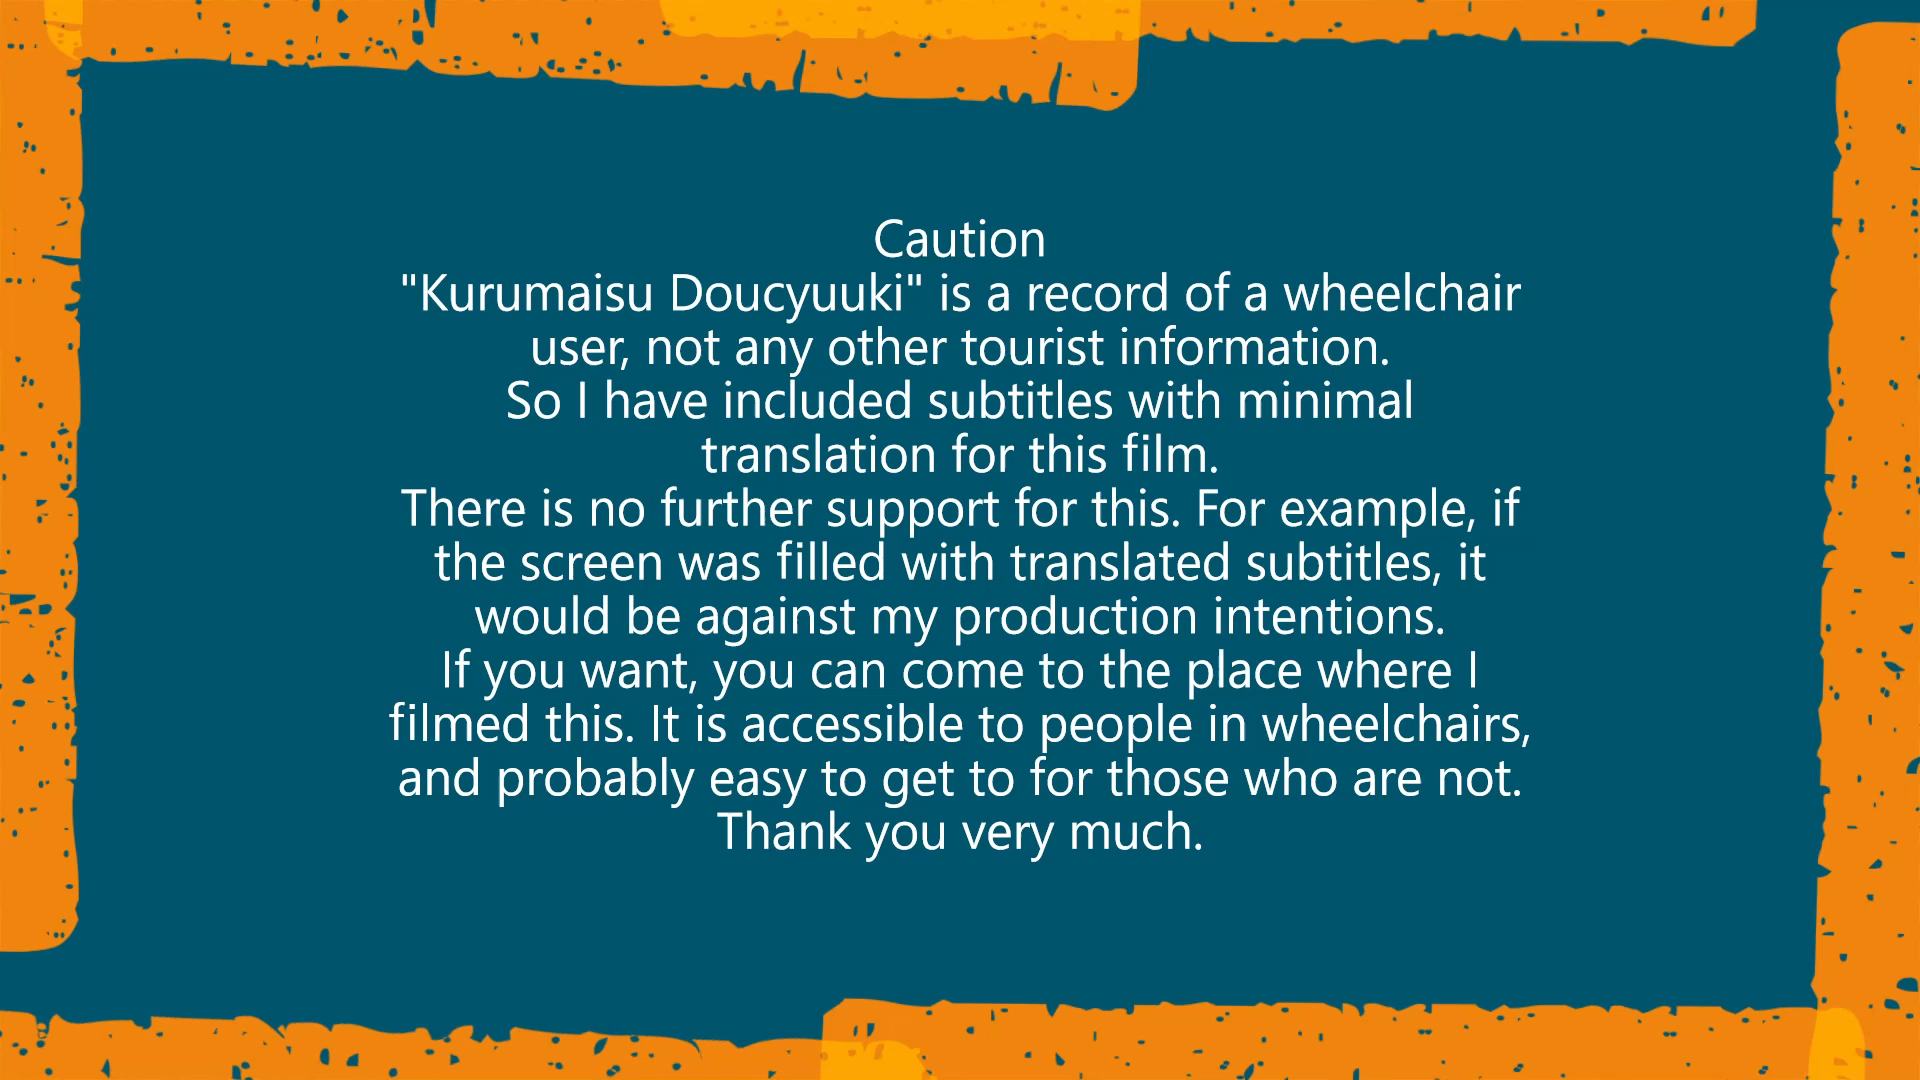 Caution
"Kurumaisu Doucyuuki" is a record of a wheelchair
user, not any other tourist information.
So I have included subtitles with minimal
translation for this film.
There is no further support for this. For example, if
the screen was filled with translated subtitles, it
would be against my production intentions.
If you want, you can come to the place where I
filmed this. It is accessible to people in wheelchairs,
and probably easy to get to for those who are not.
Thank you very much.